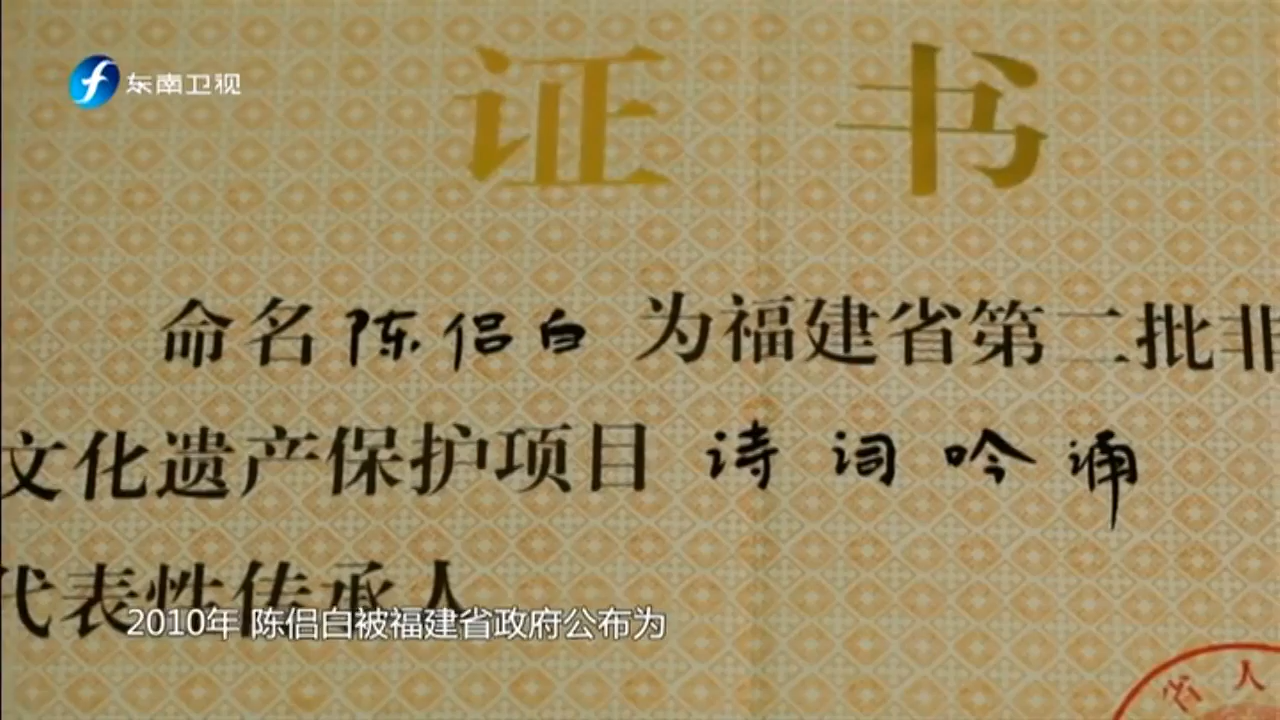 东南卫视
证书
命名陈侣白为福建省第二批非
文化遗产保护项目诗词吟诵
代表性传承人
2010年 陈侣白被福建省政府公布为
省人